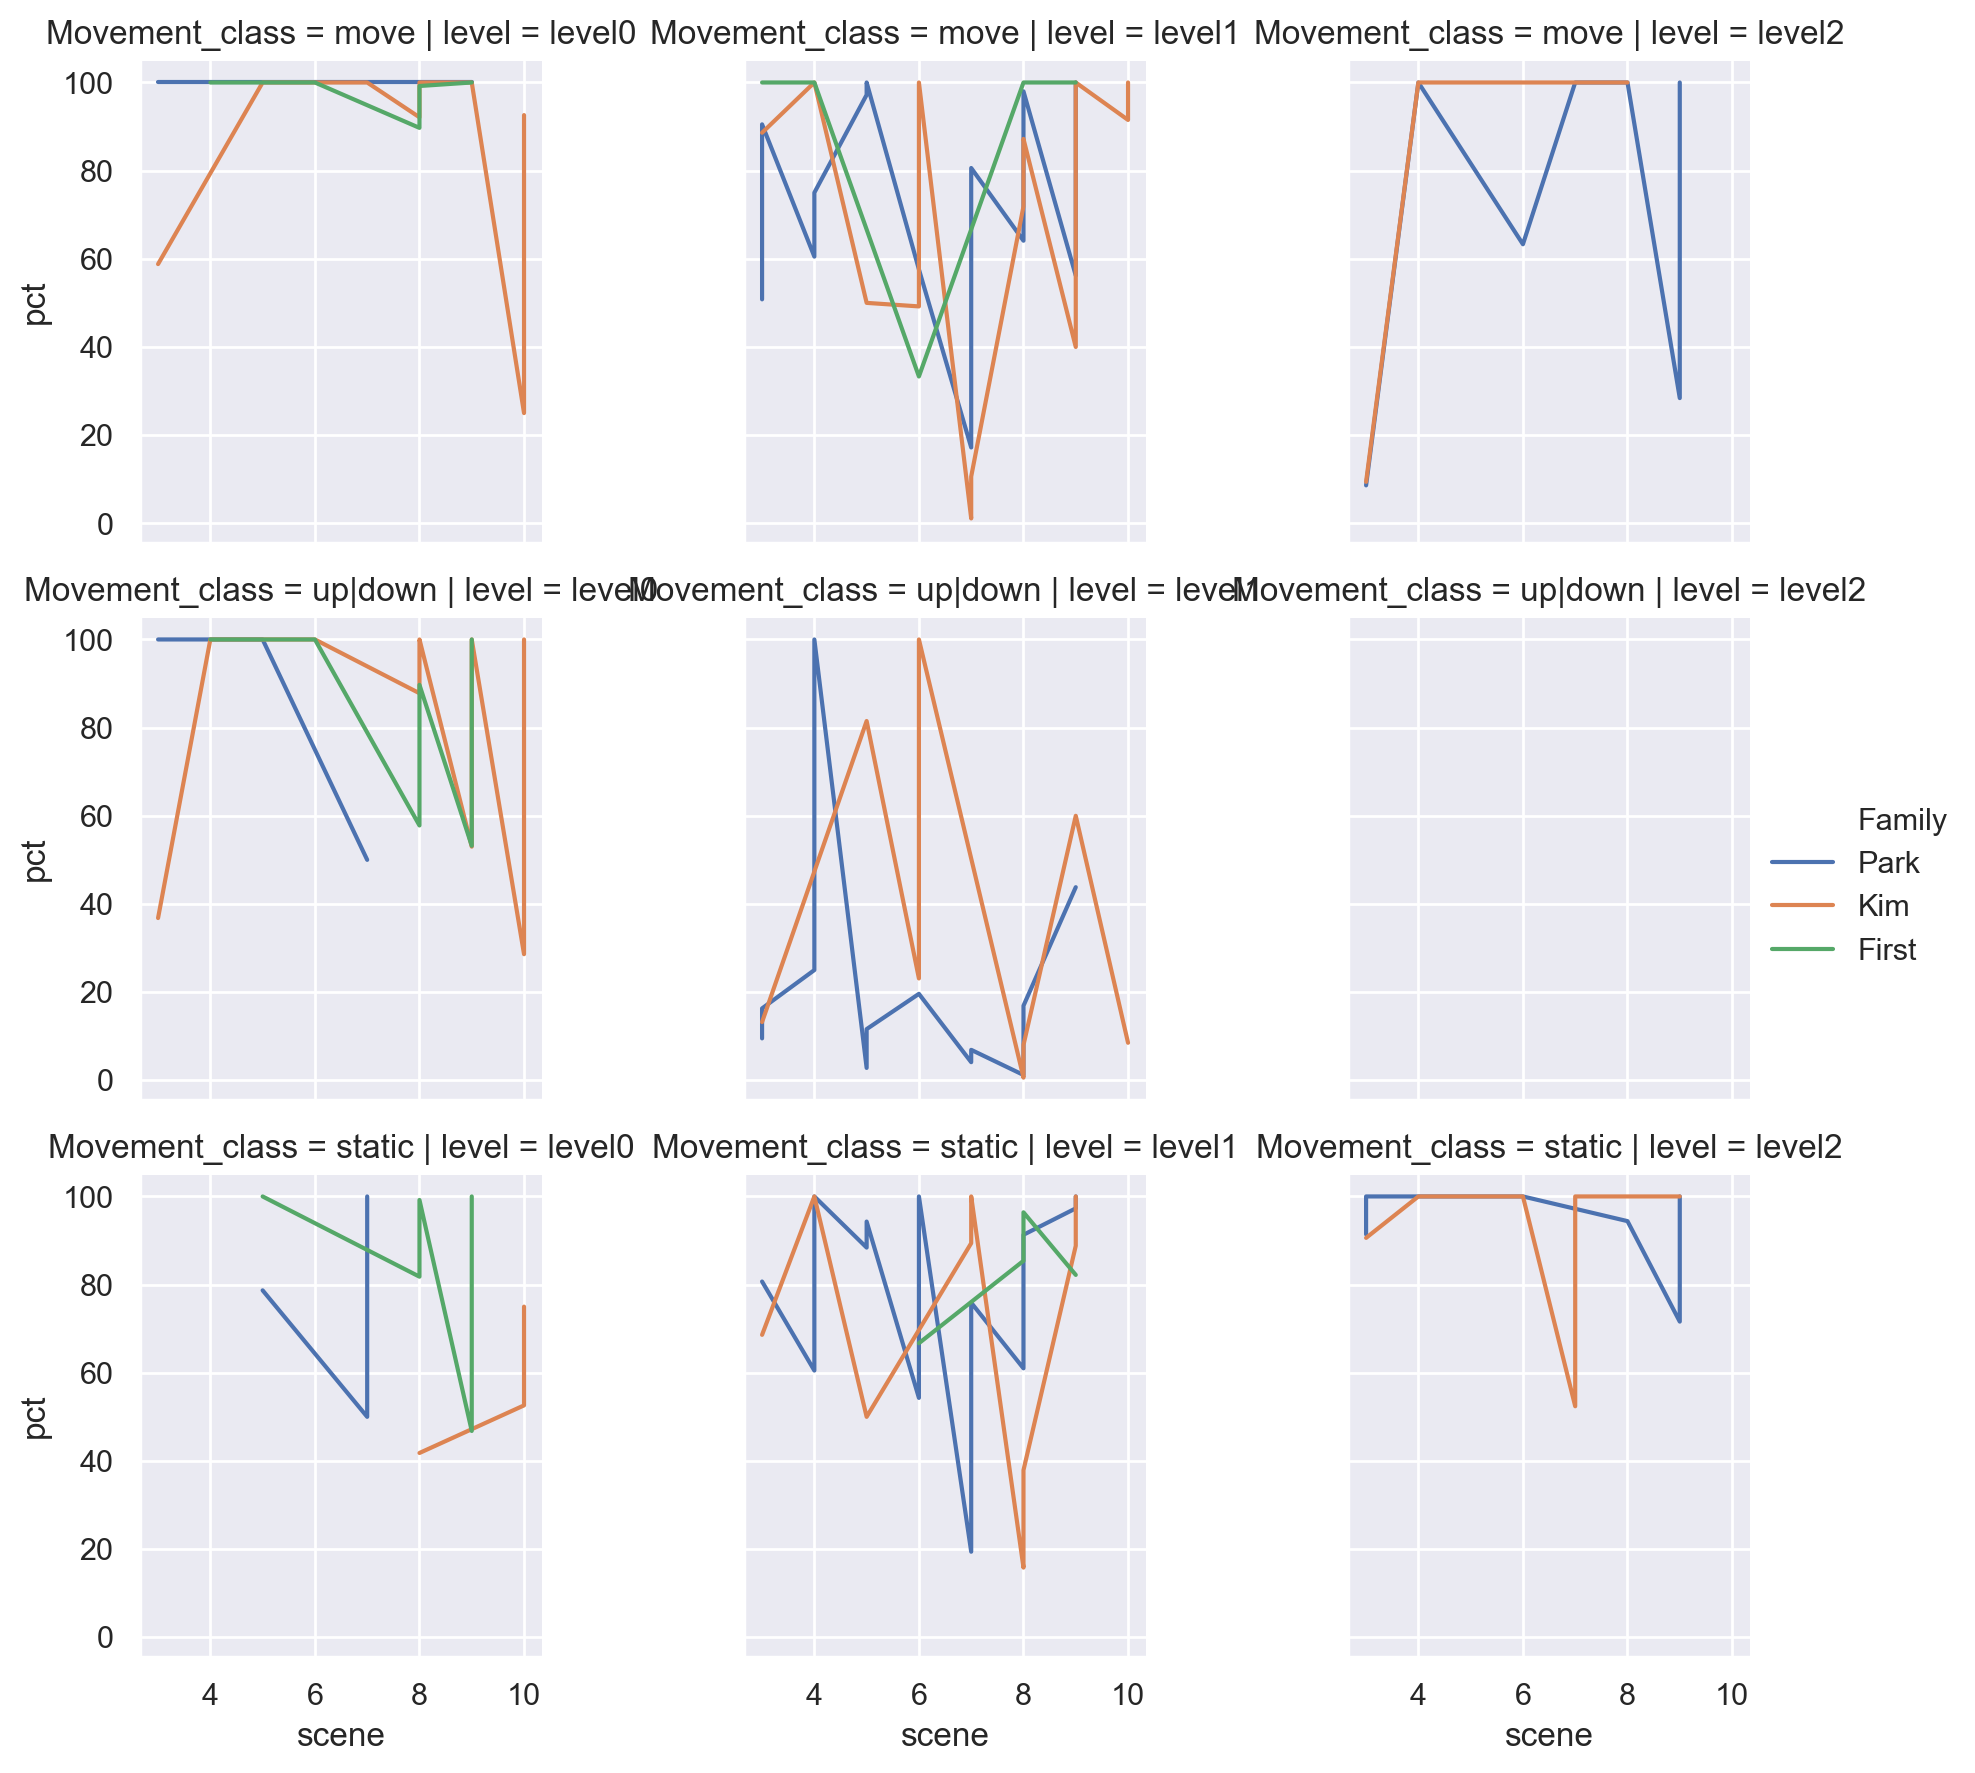 Movement_class = move | level = level0
Movement_class = move | level = level1
Movement_class = move | level = level2
100
80
60
40
20
0
pct
Movement_class = up|down | level = level0
Movement_class = up|down | level = level1
Movement_class = up|down | level = level2
100
80
60
40
20
0
pct
Family
Park
Kim
First
Movement_class = static | level = level0
Movement_class = static | level = level1
Movement_class = static | level = level2
100
80
60
40
20
0
pct
4 6 8 10
4 6 8 10
4 6 8 10
scene
scene
scene